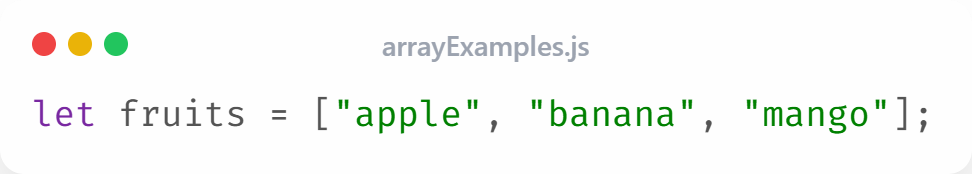 arrayExamples.js
let fruits = ["apple", "banana", "mango"];